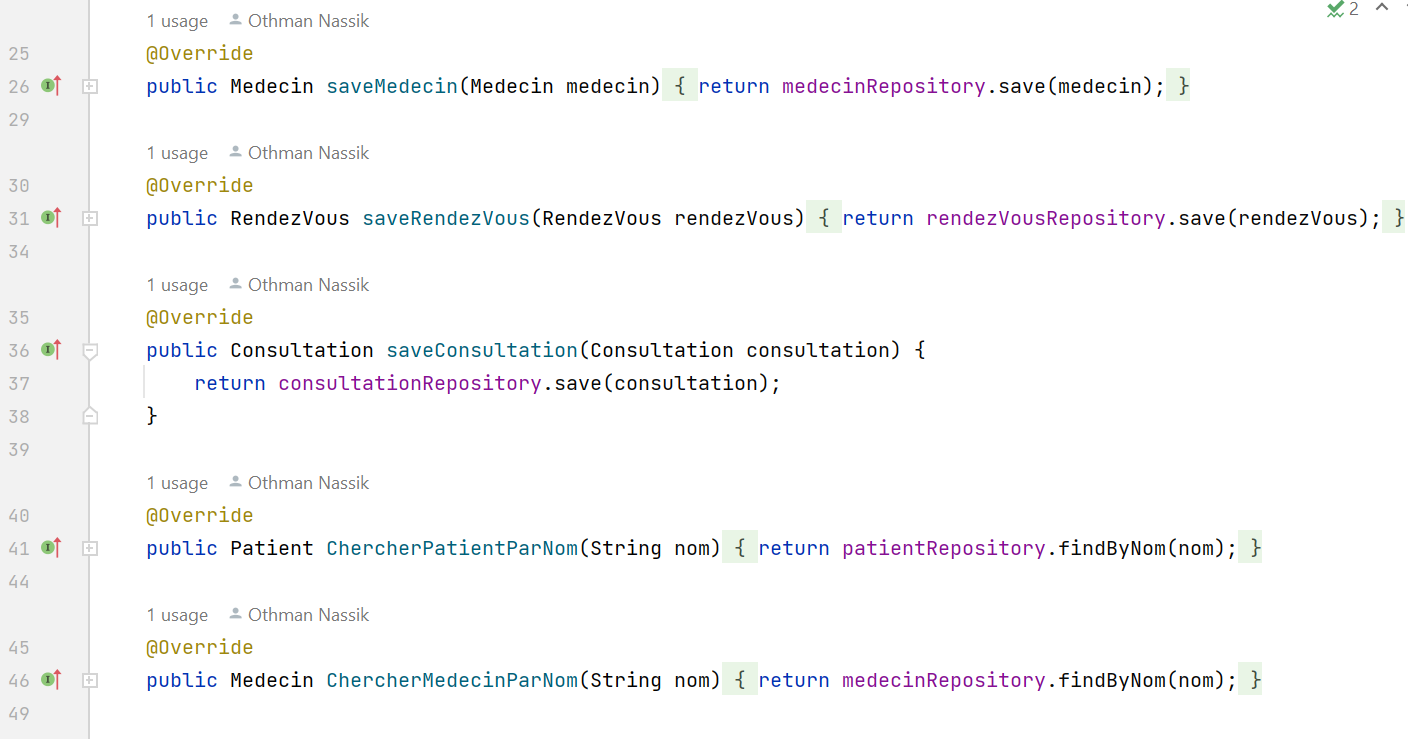 1 usage Othman Nassik
2
25 @Override
26 public Medecin saveMedecin(Medecin medecin) { return medecinRepository.save(medecin); }
29
1 usage Othman Nassik
30 @Override
31 public RendezVous saveRendezVous(RendezVous rendezVous) { return rendezVousRepository.save(rendezVous); }
34
1 usage Othman Nassik
35 @Override
36 public Consultation saveConsultation(Consultation consultation) {
37 return consultationRepository.save(consultation);
38 }
39
1 usage Othman Nassik
40 @Override
41 public Patient ChercherPatientParNom(String nom) { return patientRepository.findByNom(nom); }
44
1 usage Othman Nassik
45 @Override
46 public Medecin ChercherMedecinParNom(String nom) { return medecinRepository.findByNom(nom); }
49